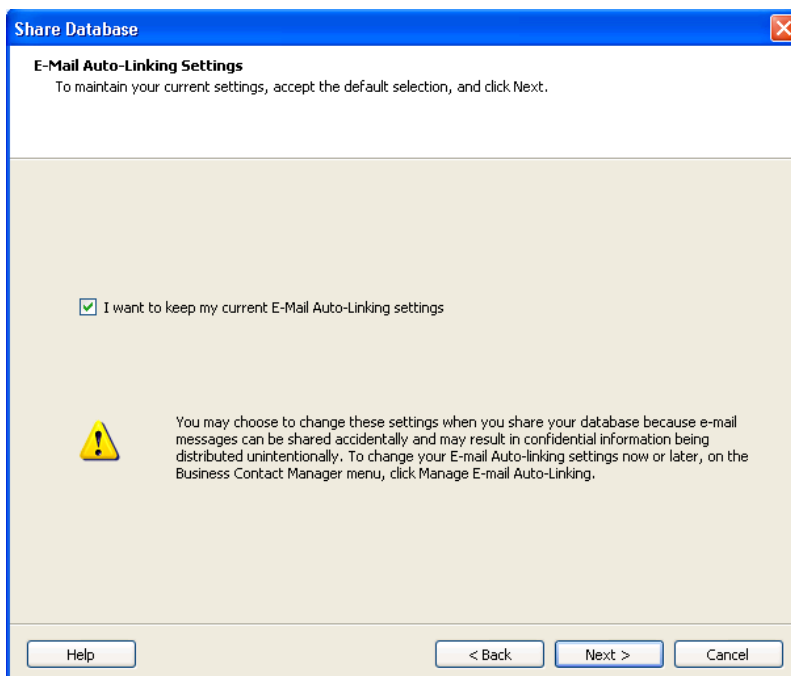 Share Database
E-Mail Auto-Linking Settings
To maintain your current settings, accept the default selection, and click Next.
I want to keep my current E-Mail Auto-Linking settings
You may choose to change these settings when you share your database because e-mail
messages can be shared accidentally and may result in confidential information being
distributed unintentionally. To change your E-mail Auto-linking settings now or later, on the
Business Contact Manager menu, click Manage E-mail Auto-Linking.
Help
< Back
Next >
Cancel